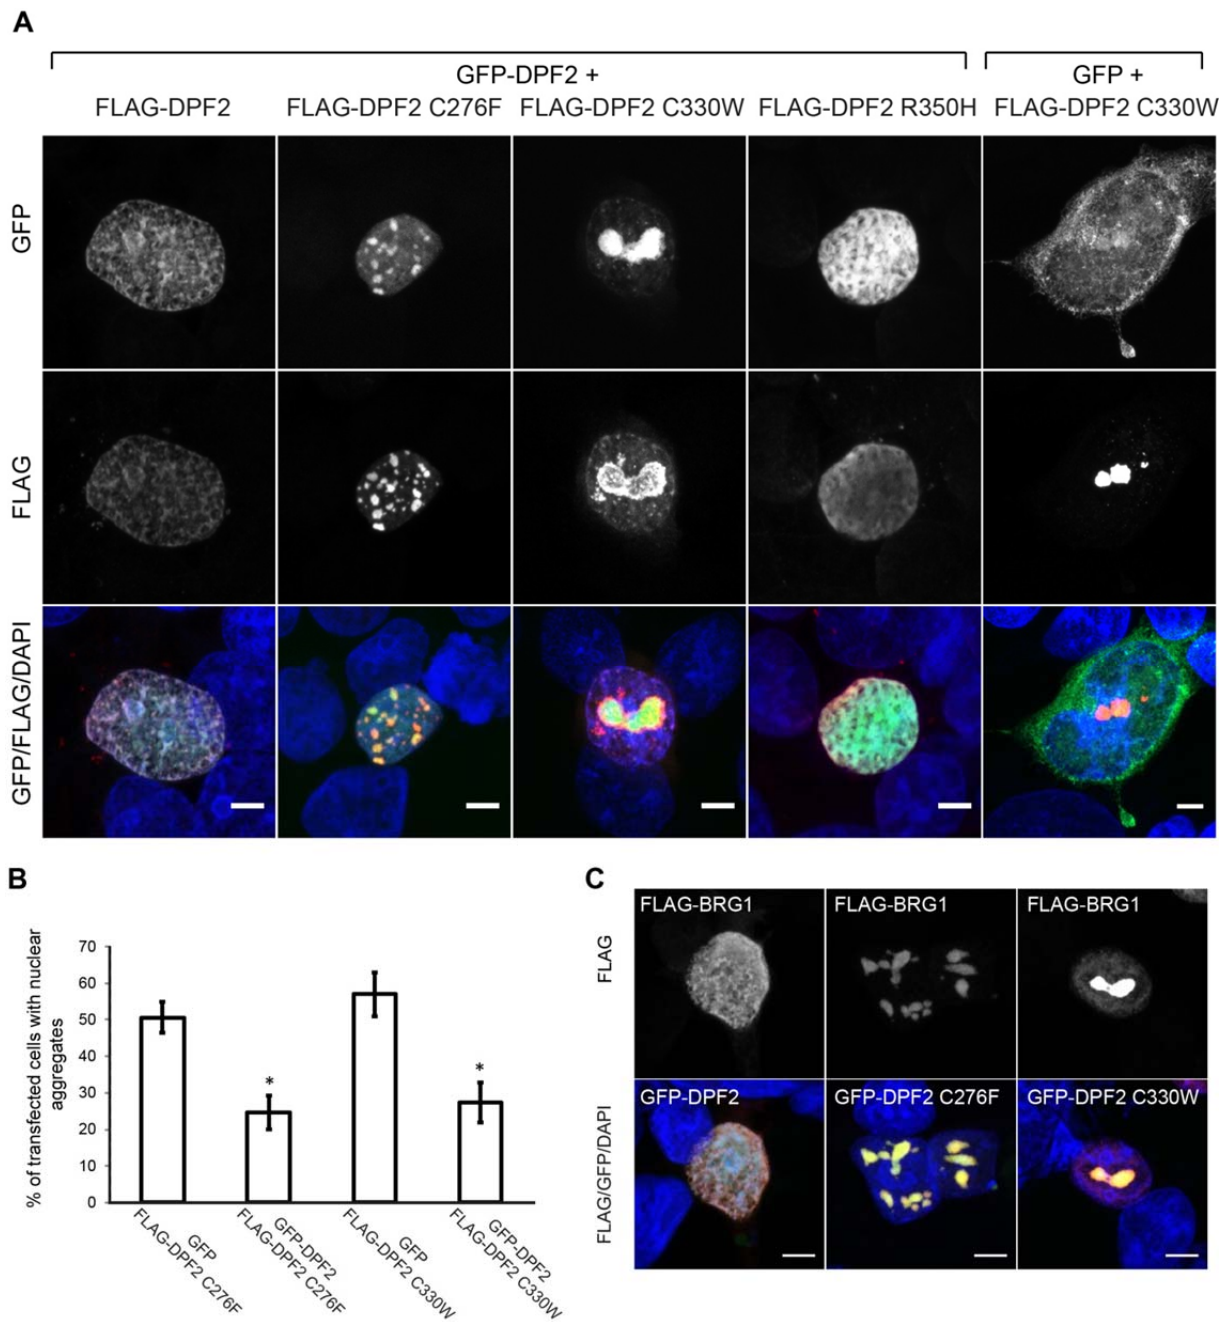 A
GFP-DPF2 +
GFP +
FLAG-DPF2
FLAG-DPF2 C276F
FLAG-DPF2 C330W
FLAG-DPF2 R350H
FLAG-DPF2 C330W
GFP
FLAG
GFP/FLAG/DAPI
B
% of transfected cells with nuclear
aggregates
70
60
50
40
30
20
10
0
*
*
GFP
FLAG-DPF2 C276F
GFP-DPF2
FLAG-DPF2 C276F
GFP
FLAG-DPF2 C330W
GFP-DPF2
FLAG-DPF2 C330W
C
FLAG
FLAG-BRG1
FLAG-BRG1
FLAG-BRG1
FLAG/GFP/DAPI
GFP-DPF2
GFP-DPF2 C276F
GFP-DPF2 C330W